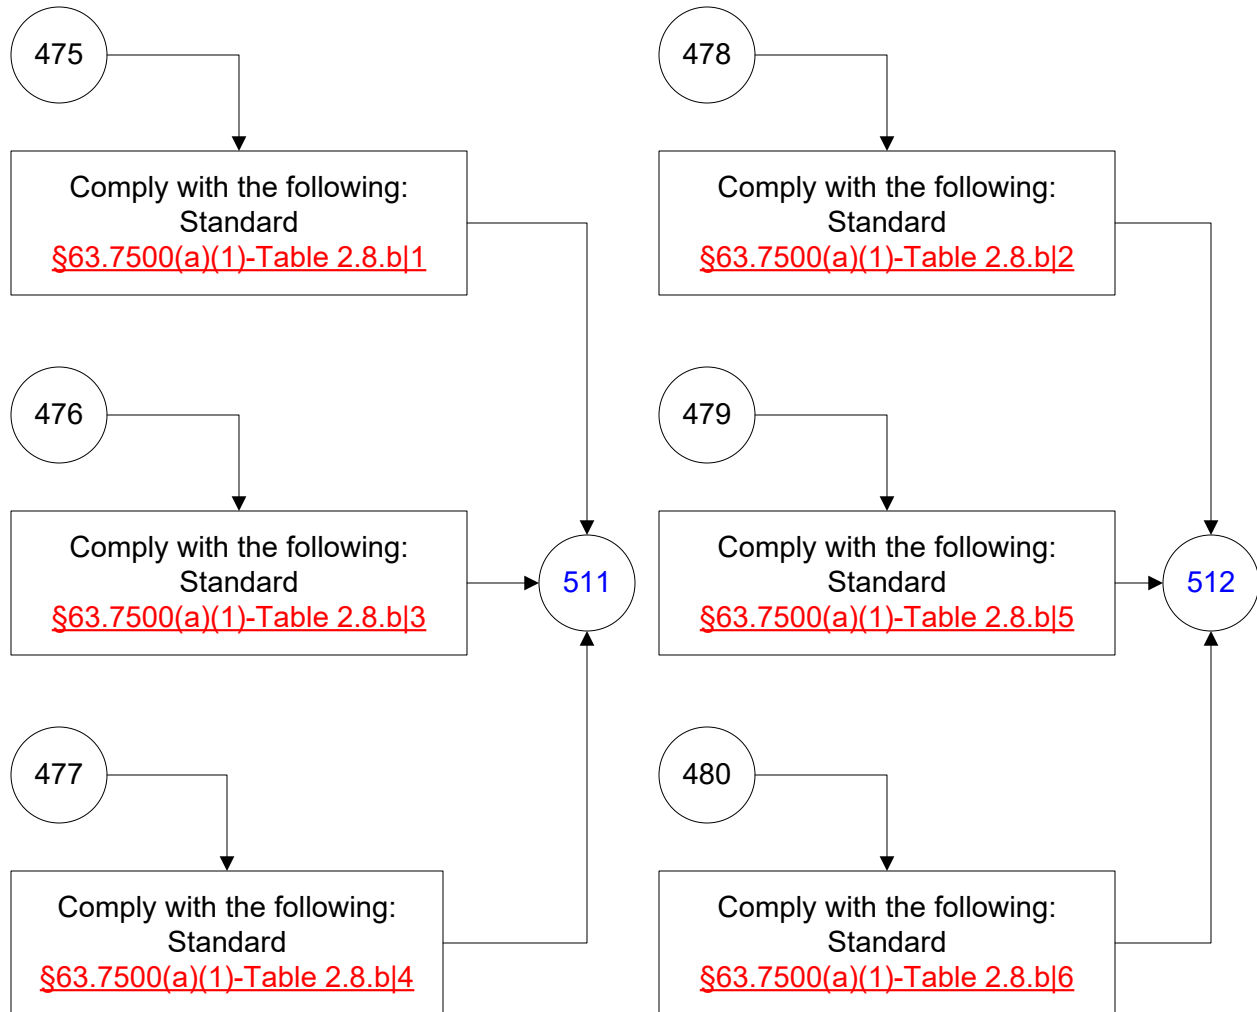 475
Comply with the following:
Standard
§63.7500(a)(1)-Table 2.8.b|1
476
Comply with the following:
Standard
§63.7500(a)(1)-Table 2.8.b|3
511
477
Comply with the following:
Standard
§63.7500(a)(1)-Table 2.8.b|4
478
Comply with the following:
Standard
§63.7500(a)(1)-Table 2.8.b|2
479
Comply with the following:
Standard
§63.7500(a)(1)-Table 2.8.b|5
512
480
Comply with the following:
Standard
§63.7500(a)(1)-Table 2.8.b|6